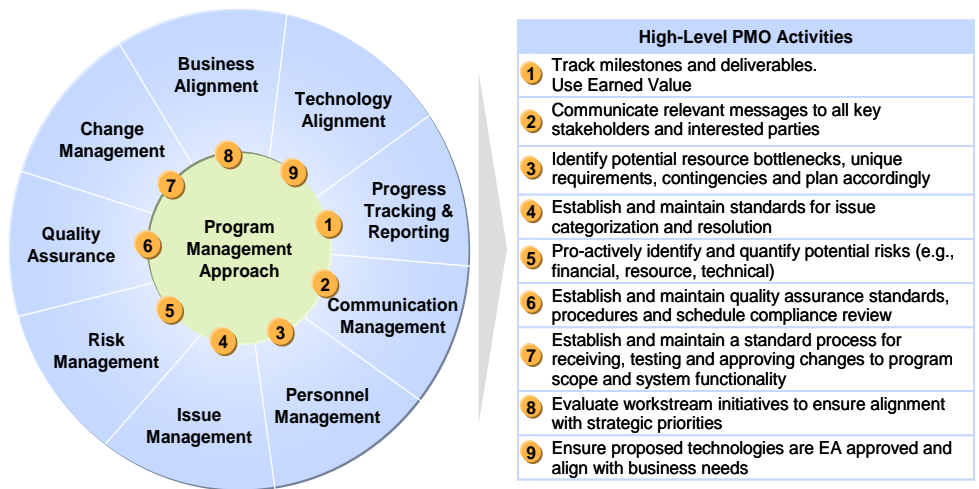 Business
Alignment
Technology
Alignment
Change
Management
Progress
Tracking &
Reporting
Quality
Assurance
Program
Management
Approach
Communication
Management
Risk
Management
Issue
Management
Personnel
Management
8
9
7
1
6
2
5
4
3
High-Level PMO Activities
1 Track milestones and deliverables.
Use Earned Value
2 Communicate relevant messages to all key
stakeholders and interested parties
3 Identify potential resource bottlenecks, unique
requirements, contingencies and plan accordingly
4 Establish and maintain standards for issue
categorization and resolution
5 Pro-actively identify and quantify potential risks (e.g.,
financial, resource, technical)
6 Establish and maintain quality assurance standards,
procedures and schedule compliance review
7 Establish and maintain a standard process for
receiving, testing and approving changes to program
scope and system functionality
8 Evaluate workstream initiatives to ensure alignment
with strategic priorities
9 Ensure proposed technologies are EA approved and
align with business needs